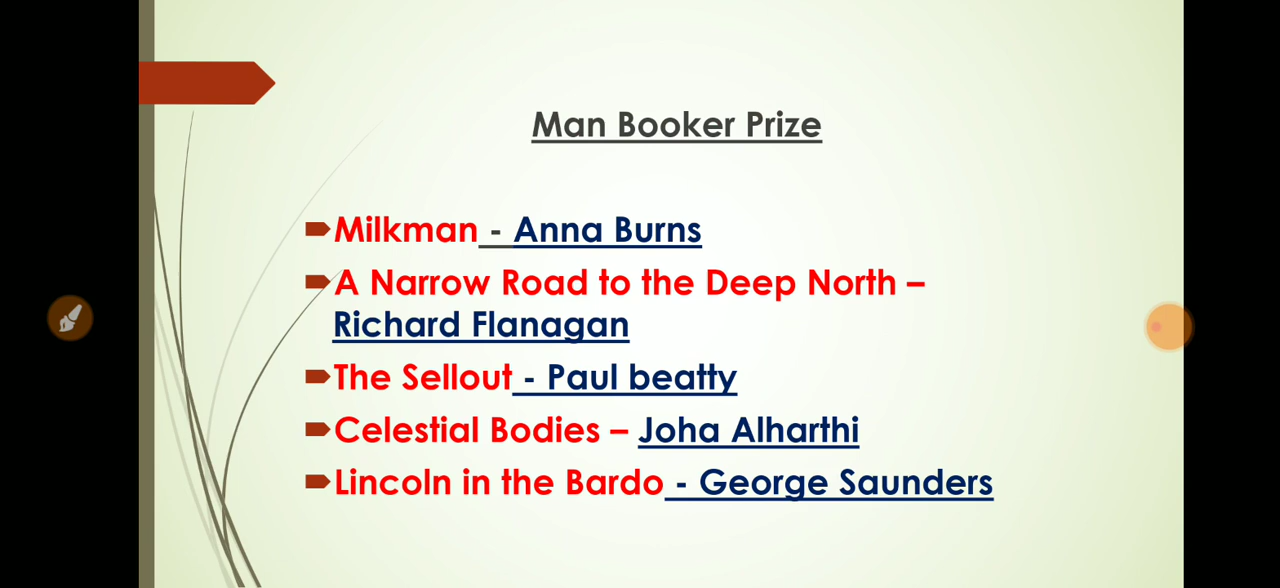 Man Booker Prize
Milkman - Anna Burns
A Narrow Road to the Deep North –
Richard Flanagan
The Sellout - Paul beatty
Celestial Bodies – Joha Alharthi
Lincoln in the Bardo - George Saunders